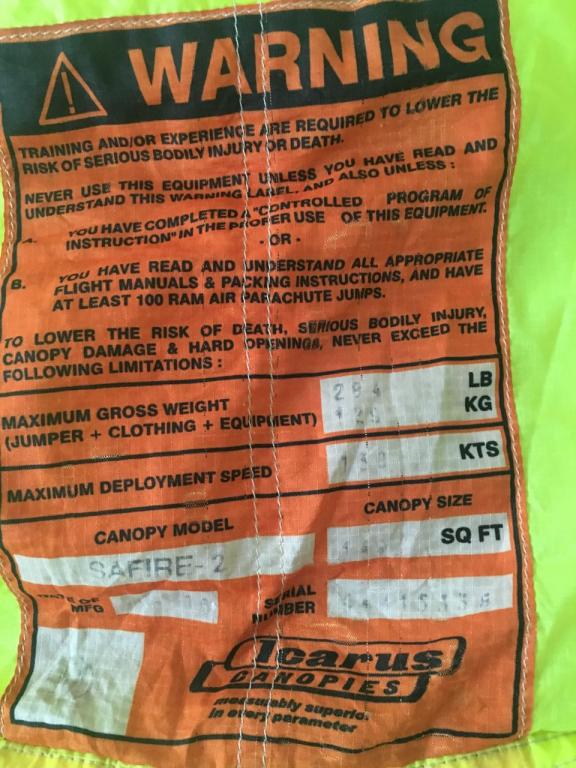 WARNING
TRAINING AND/OR EXPERIENCE ARE REQUIRED TO LOWER THE
RISK OF SERIOUS BODILY INJURY OR DEATH.
NEVER USE THIS EQUIPMENT UNLESS YOU HAVE READ AND
UNDERSTAND THIS WARNING LABEL, AND ALSO UNLESS :
A. YOU HAVE COMPLETED A "CONTROLLED PROGRAM OF
INSTRUCTION" IN THE PROPER USE OF THIS EQUIPMENT.
- OR -
B. YOU HAVE READ AND UNDERSTAND ALL APPROPRIATE
FLIGHT MANUALS & PACKING INSTRUCTIONS, AND HAVE
AT LEAST 100 RAM AIR PARACHUTE JUMPS.
TO LOWER THE RISK OF DEATH, SERIOUS BODILY INJURY,
CANOPY DAMAGE & HARD OPENINGS, NEVER EXCEED THE
FOLLOWING LIMITATIONS :
MAXIMUM GROSS WEIGHT 294 LB
(JUMPER + CLOTHING + EQUIPMENT) KG
MAXIMUM DEPLOYMENT SPEED KTS
CANOPY MODEL CANOPY SIZE
SAFIRE-2 SQ FT
DATE OF MFG SERIAL NUMBER
Icarus
CANOPIES
measurably superior
in every parameter